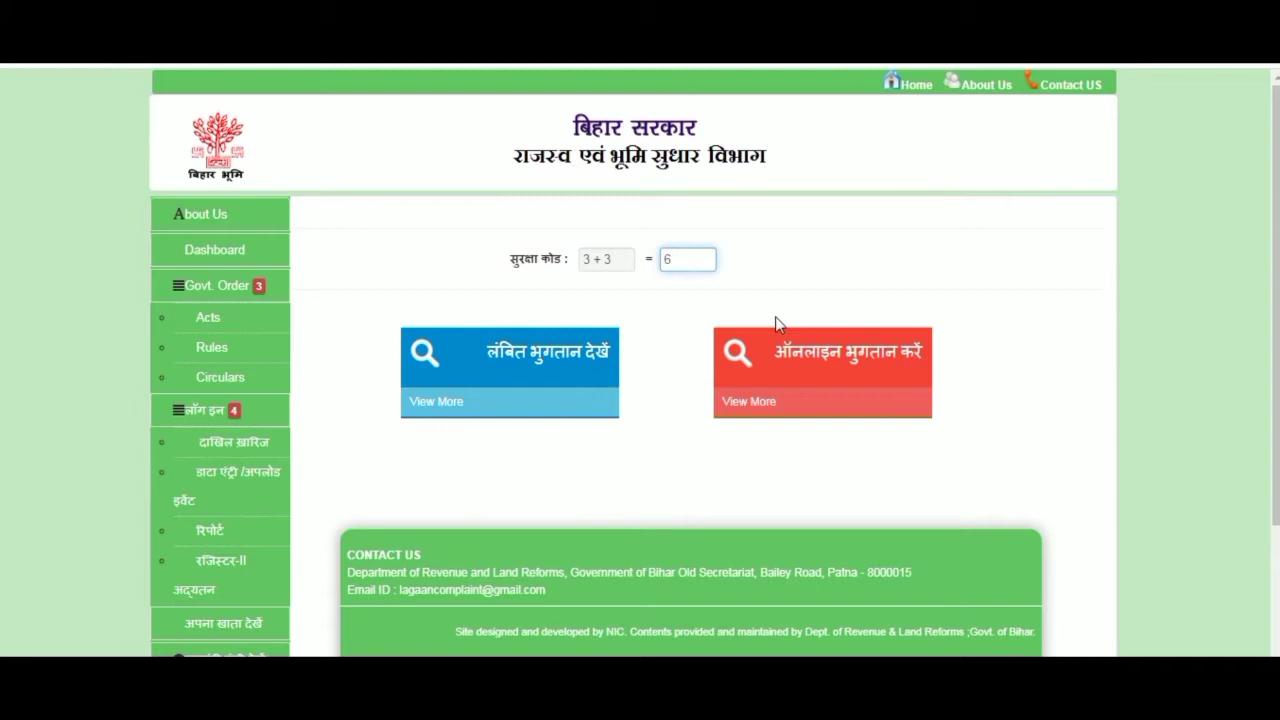 Home About Us Contact US
बिहार सरकार
राजस्व एवं भूमि सुधार विभाग
बिहार भूमि
About Us
Dashboard
Govt. Order 3
Acts
Rules
Circulars
लॉग इन 4
दाखिल ख़ारिज
डाटा एंट्री /अपलोड
इवेंट
रिपोर्ट
रजिस्टर-II
अद्यतन
अपना खाता देखें
सुरक्षा कोड : 3 + 3 = 6
लंबित भुगतान देखें
View More
ऑनलाइन भुगतान करें
View More
CONTACT US
Department of Revenue and Land Reforms, Government of Bihar Old Secretariat, Bailey Road, Patna - 8000015
Email ID : lagaancomplaint@gmail.com
Site designed and developed by NIC. Contents provided and maintained by Dept. of Revenue & Land Reforms ;Govt. of Bihar.